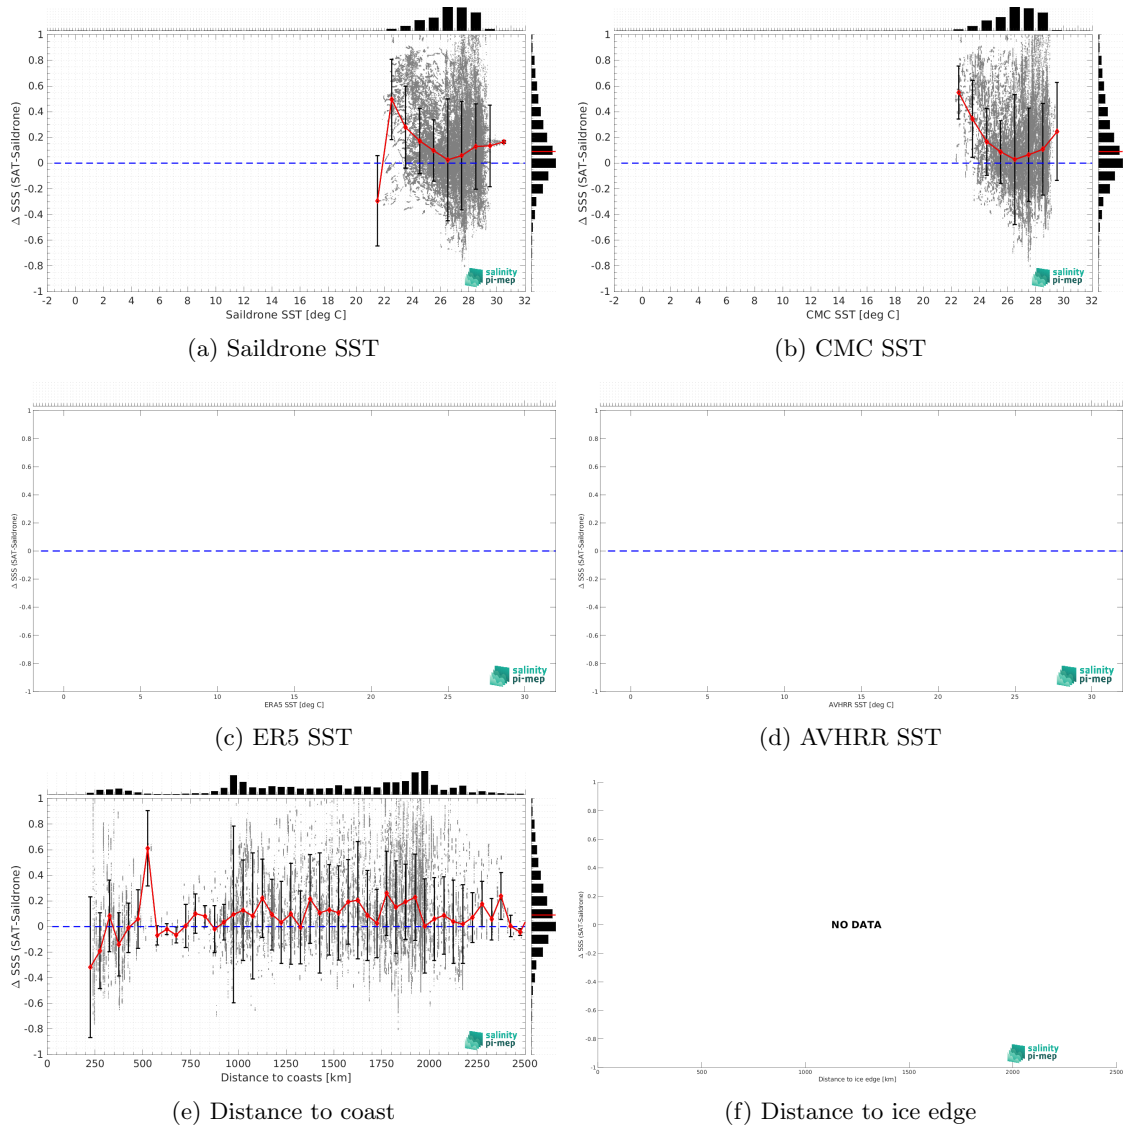 1
0.8
0.6
0.4
0.2
0
-0.2
-0.4
-0.6
-0.8
-1
Δ SSS (SAT-Saildrone)
-2 0 2 4 6 8 10 12 14 16 18 20 22 24 26 28 30 32
Saildrone SST [deg C]
salinity
pi-mep
(a) Saildrone SST
1
0.8
0.6
0.4
0.2
0
-0.2
-0.4
-0.6
-0.8
-1
Δ SSS (SAT-Saildrone)
-2 0 2 4 6 8 10 12 14 16 18 20 22 24 26 28 30 32
CMC SST [deg C]
salinity
pi-mep
(b) CMC SST
1
0.8
0.6
0.4
0.2
0
-0.2
-0.4
-0.6
-0.8
-1
Δ SSS (SAT-Saildrone)
0 5 10 15 20 25 30
ERA5 SST [deg C]
salinity
pi-mep
(c) ER5 SST
1
0.8
0.6
0.4
0.2
0
-0.2
-0.4
-0.6
-0.8
-1
Δ SSS (SAT-Saildrone)
0 5 10 15 20 25 30
AVHRR SST [deg C]
salinity
pi-mep
(d) AVHRR SST
1
0.8
0.6
0.4
0.2
0
-0.2
-0.4
-0.6
-0.8
-1
Δ SSS (SAT-Saildrone)
0 250 500 750 1000 1250 1500 1750 2000 2250 2500
Distance to coasts [km]
salinity
pi-mep
(e) Distance to coast
1
0.8
0.6
0.4
0.2
0
-0.2
-0.4
-0.6
-0.8
-1
Δ SSS (SAT-Saildrone)
NO DATA
0 500 1000 1500 2000 2500
Distance to ice edge [km]
salinity
pi-mep
(f) Distance to ice edge